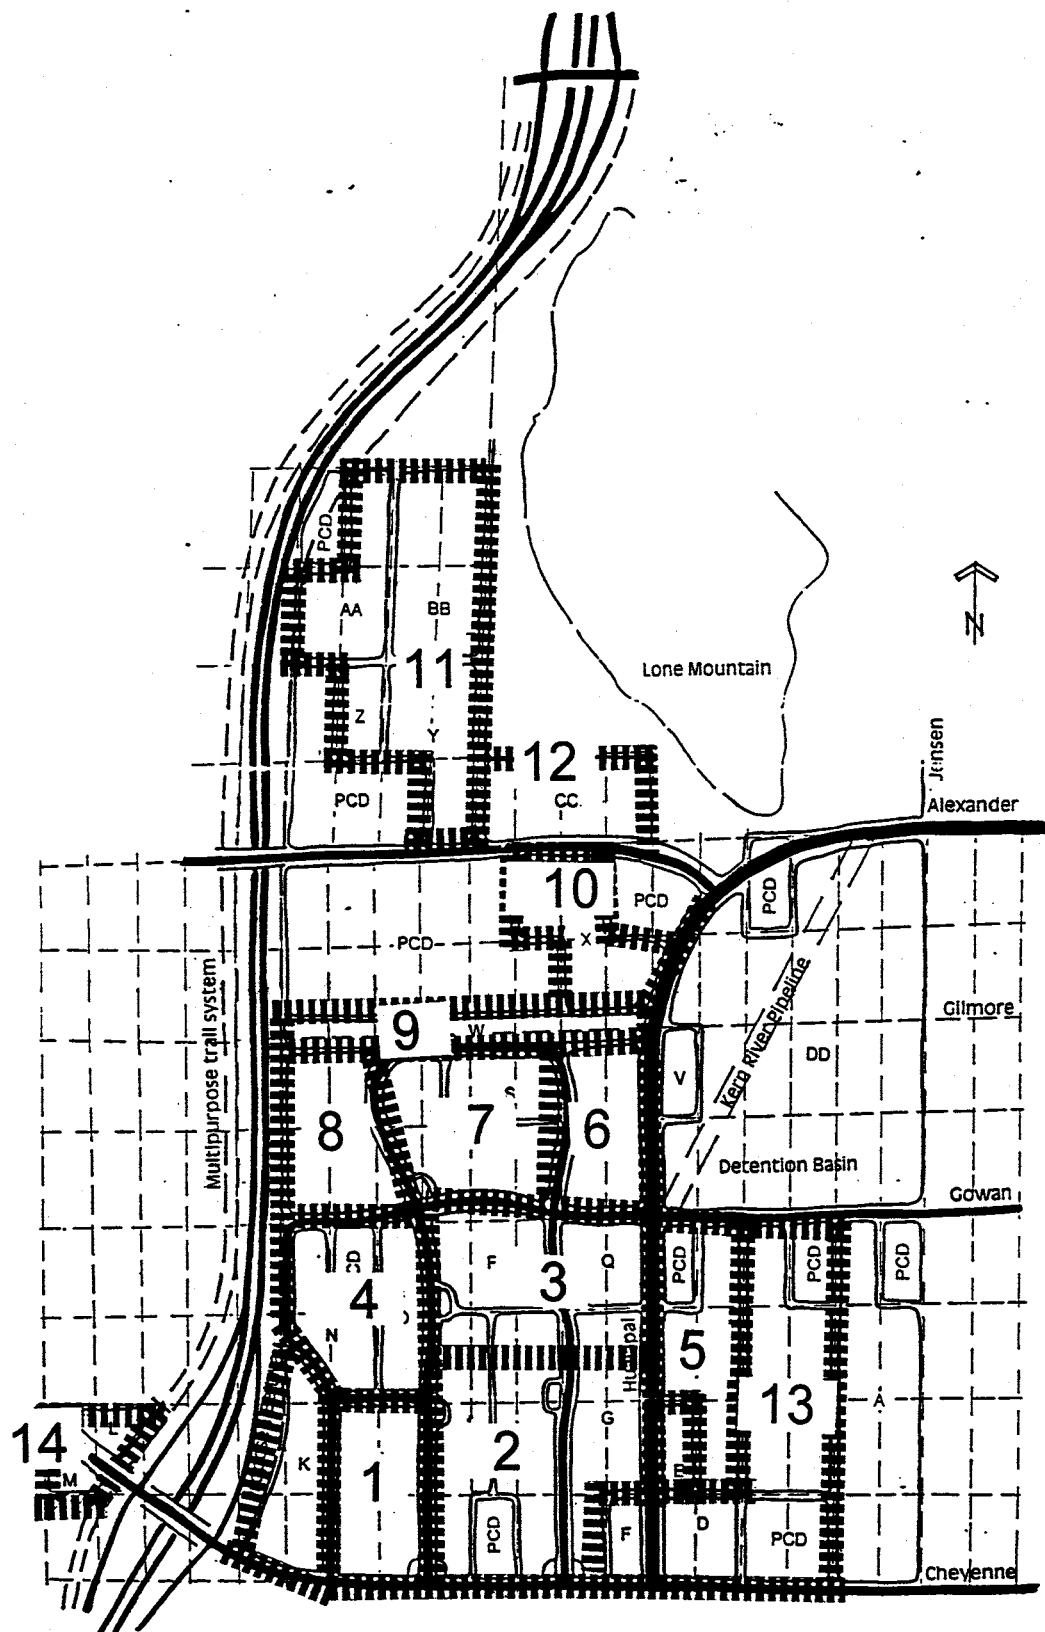 PCD
AA
BB
N
11
Lone Mountain
Z
Y
Jensen
12
PCD
CC
Alexander
10
PCD
PCD
PCD
X
Multipurpose trail system
Kern River Pipeline
Gilmore
9
W
DD
V
8
7
6
Detention Basin
Gowan
F
Q
PCD
PCD
PCD
3
4
N
5
13
A
G
14
L
M
K
1
2
E
PCD
F
D
PCD
Cheyenne